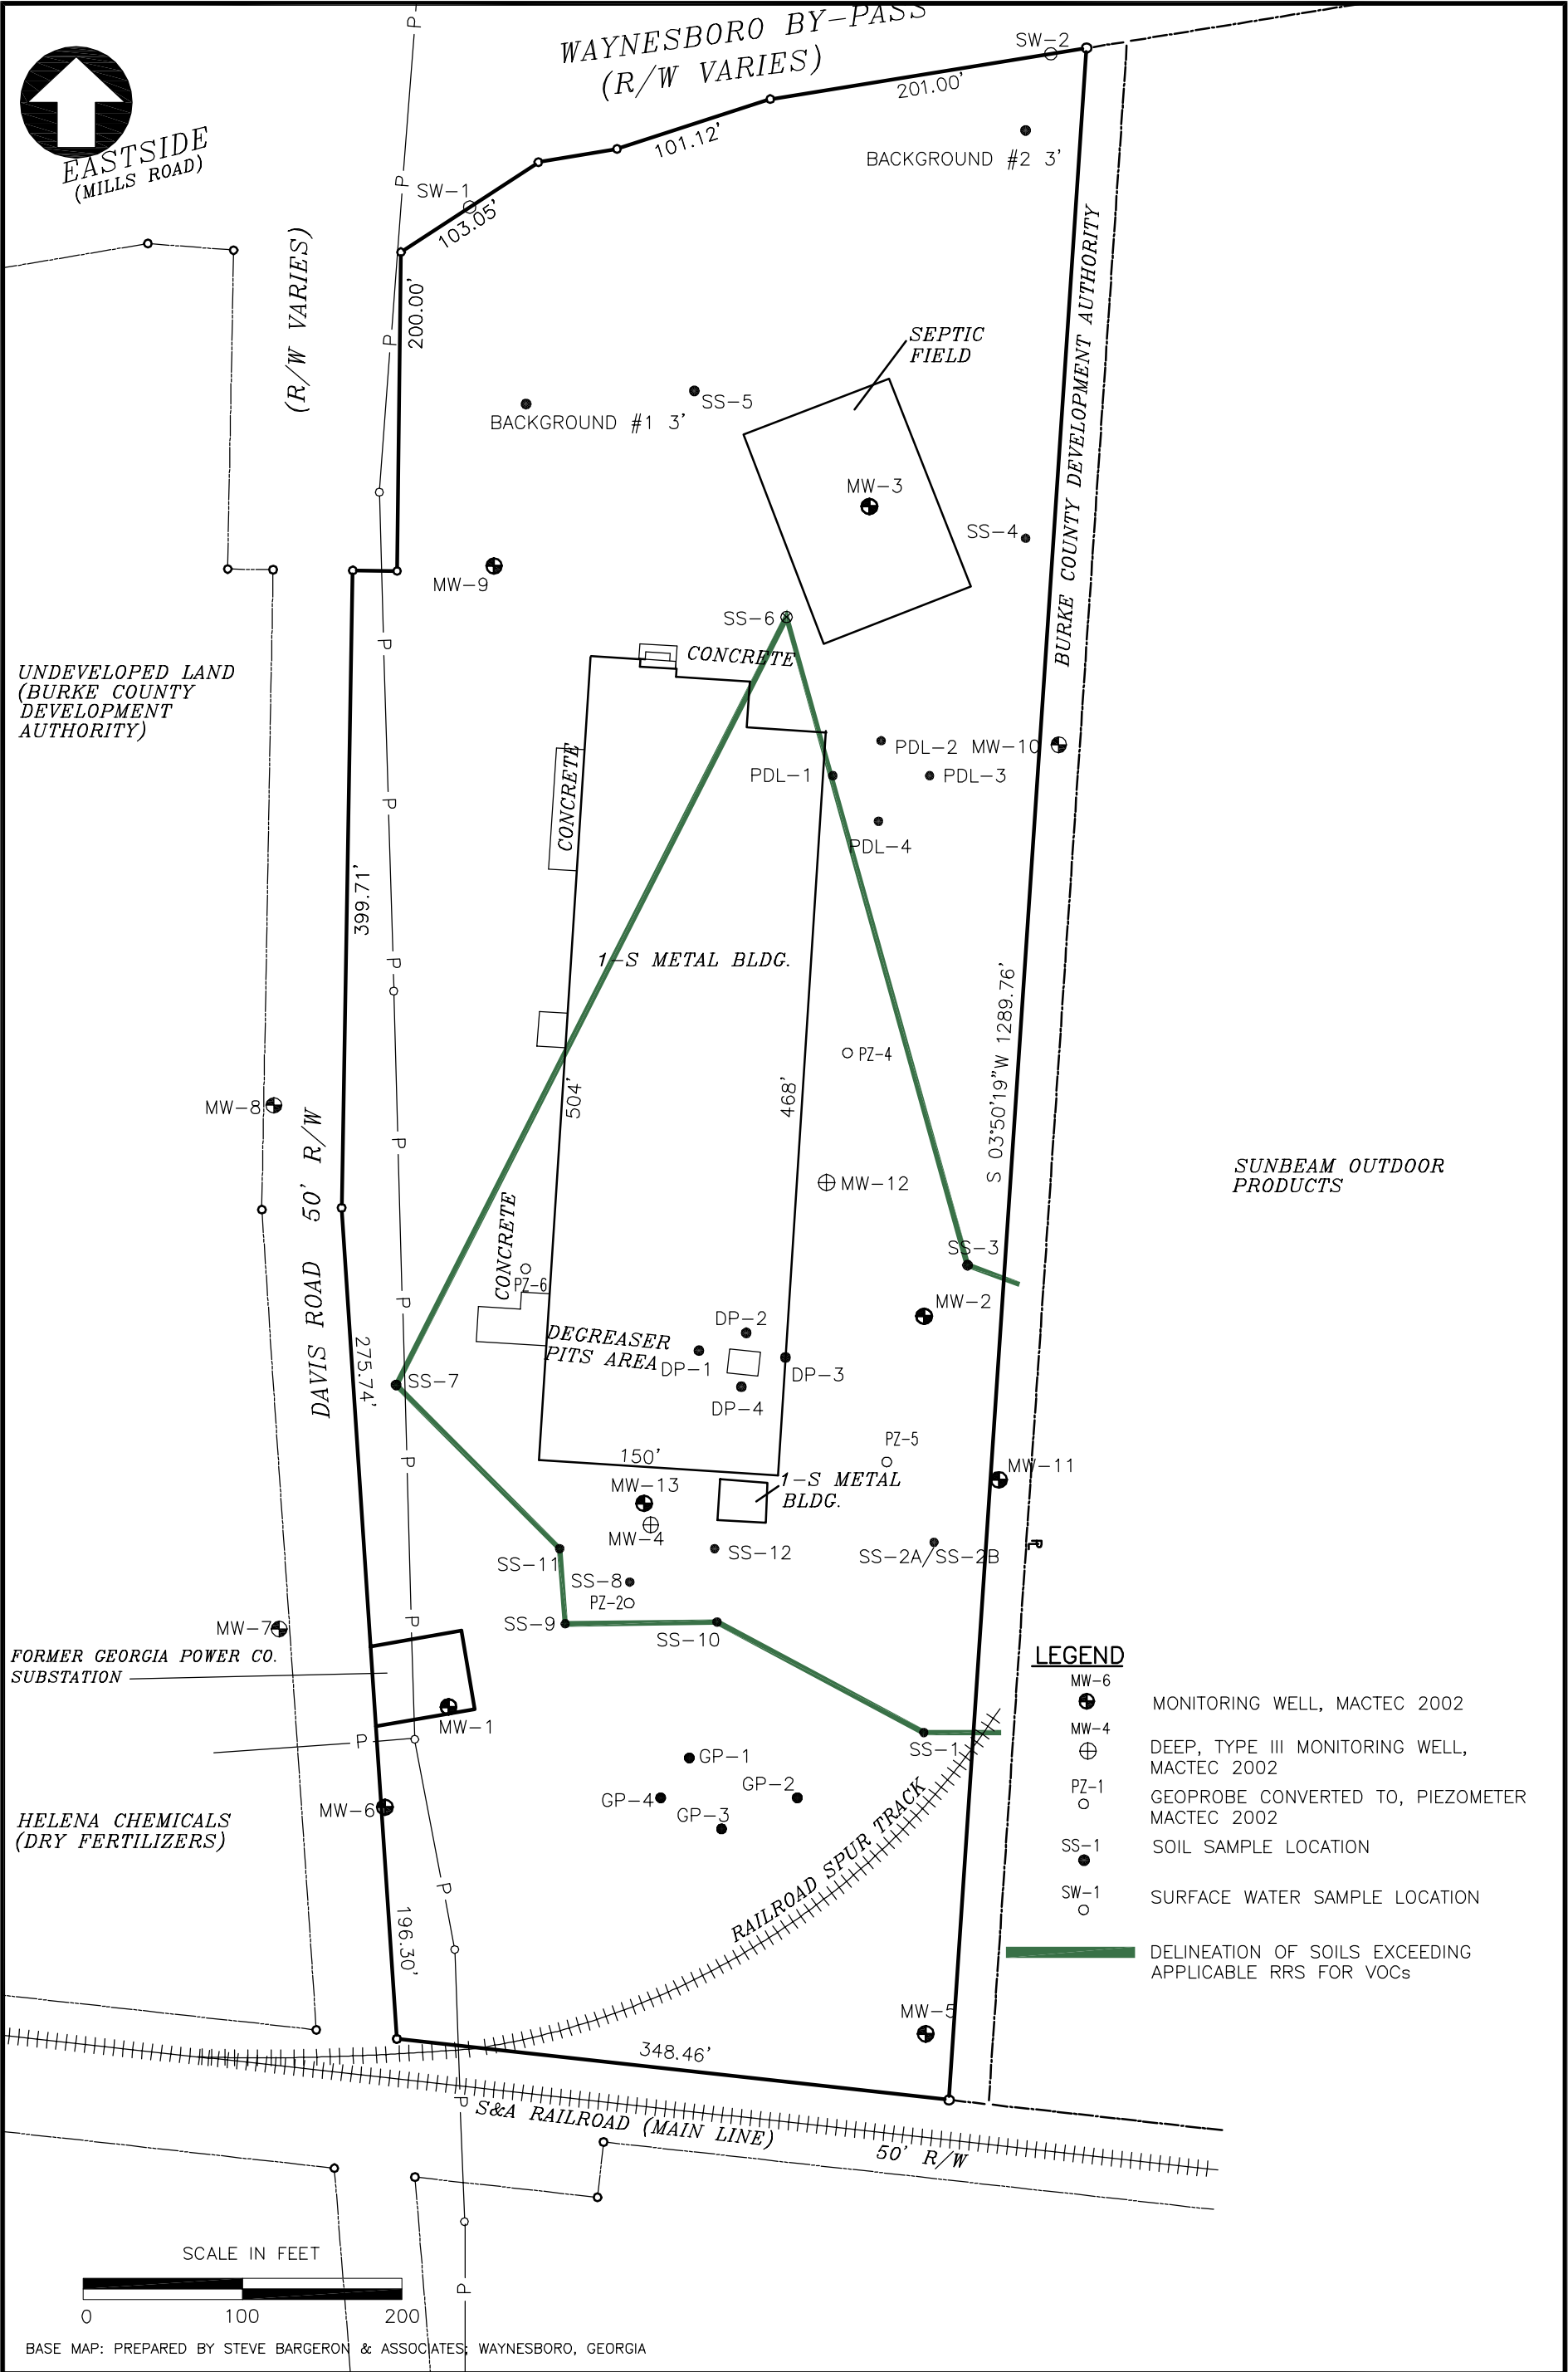 WAYNESBORO BY-PASS
(R/W VARIES)
SW-2
201.00'
101.12'
BACKGROUND #2 3'
EASTSIDE
(MILLS ROAD)
P
P
SW-1
103.05'
(R/W VARIES)
200.00'
P
BURKE COUNTY DEVELOPMENT AUTHORITY
SEPTIC
FIELD
SS-5
BACKGROUND #1 3'
MW-3
SS-4
MW-9
SS-6
P
CONCRETE
UNDEVELOPED LAND
(BURKE COUNTY
DEVELOPMENT
AUTHORITY)
PDL-2
MW-10
PDL-1
PDL-3
CONCRETE
P
PDL-4
399.71'
P
1-S METAL BLDG.
S 03°50'19"W 1289.76'
PZ-4
504'
468'
MW-8
DAVIS ROAD 50' R/W
P
SUNBEAM OUTDOOR
PRODUCTS
MW-12
CONCRETE
SS-3
PZ-6
P
MW-2
DP-2
DEGREASER
PITS AREA
DP-1
DP-3
275.74'
SS-7
DP-4
PZ-5
P
150'
MW-11
MW-13
1-S METAL
BLDG.
MW-4
PL
SS-11
SS-12
SS-2A/SS-2B
SS-8
PZ-2
P
SS-9
SS-10
MW-7
FORMER GEORGIA POWER CO.
SUBSTATION
MW-1
P
SS-1
GP-1
GP-2
GP-4
GP-3
MW-6
HELENA CHEMICALS
(DRY FERTILIZERS)
P
RAILROAD SPUR TRACK
196.30'
LEGEND
MW-6
MONITORING WELL, MACTEC 2002
MW-4
DEEP, TYPE III MONITORING WELL,
MACTEC 2002
PZ-1
GEOPROBE CONVERTED TO, PIEZOMETER
MACTEC 2002
SS-1
SOIL SAMPLE LOCATION
SW-1
SURFACE WATER SAMPLE LOCATION
DELINEATION OF SOILS EXCEEDING
APPLICABLE RRS FOR VOCs
MW-5
348.46'
P
S&A RAILROAD (MAIN LINE)
50' R/W
P
SCALE IN FEET
0 100 200
BASE MAP: PREPARED BY STEVE BARGERON & ASSOCIATES; WAYNESBORO, GEORGIA